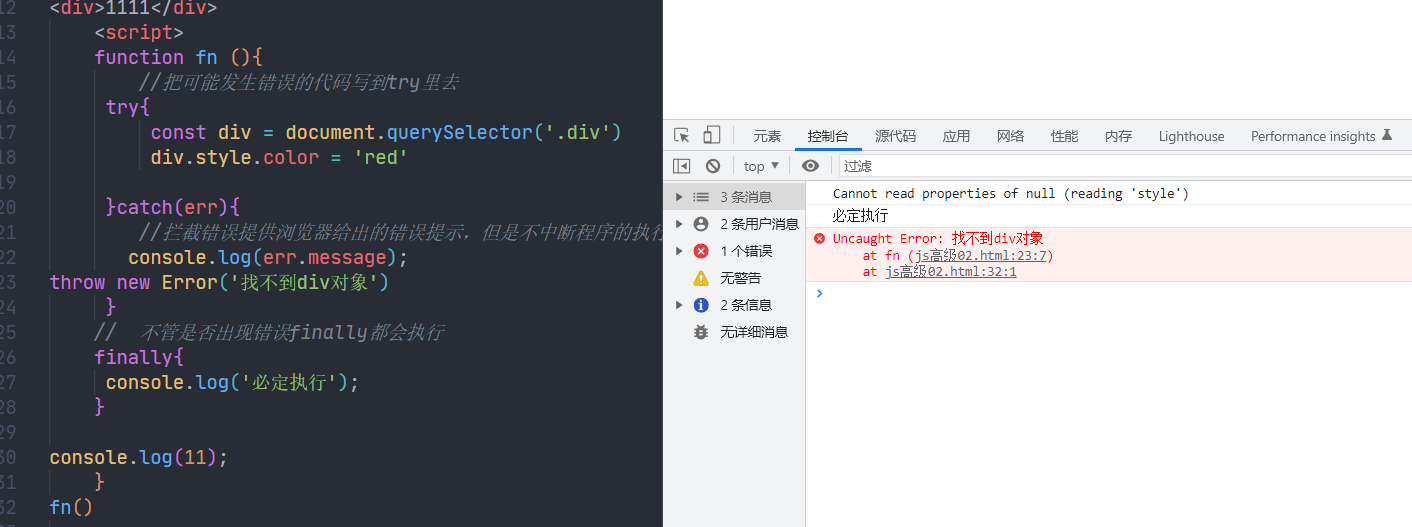 12 <div>1111</div>
13 <script>
14 function fn (){
15 //把可能发生错误的代码写到try里去
16 try{
17 const div = document.querySelector('.div')
18 div.style.color = 'red'
19
20 }catch(err){
21 //拦截错误提供浏览器给出的错误提示，但是不中断程序的执行
22 console.log(err.message);
23 throw new Error('找不到div对象')
24 }
25 // 不管是否出现错误finally都会执行
26 finally{
27 console.log('必定执行');
28 }
29
30 console.log(11);
31 }
32 fn()
元素 控制台 源代码 应用 网络 性能 内存 Lighthouse Performance insights
top 过滤
3 条消息
2 条用户消息
1 个错误
无警告
2 条信息
无详细消息
Cannot read properties of null (reading 'style')
必定执行
Uncaught Error: 找不到div对象
at fn (js高级02.html:23:7)
at js高级02.html:32:1